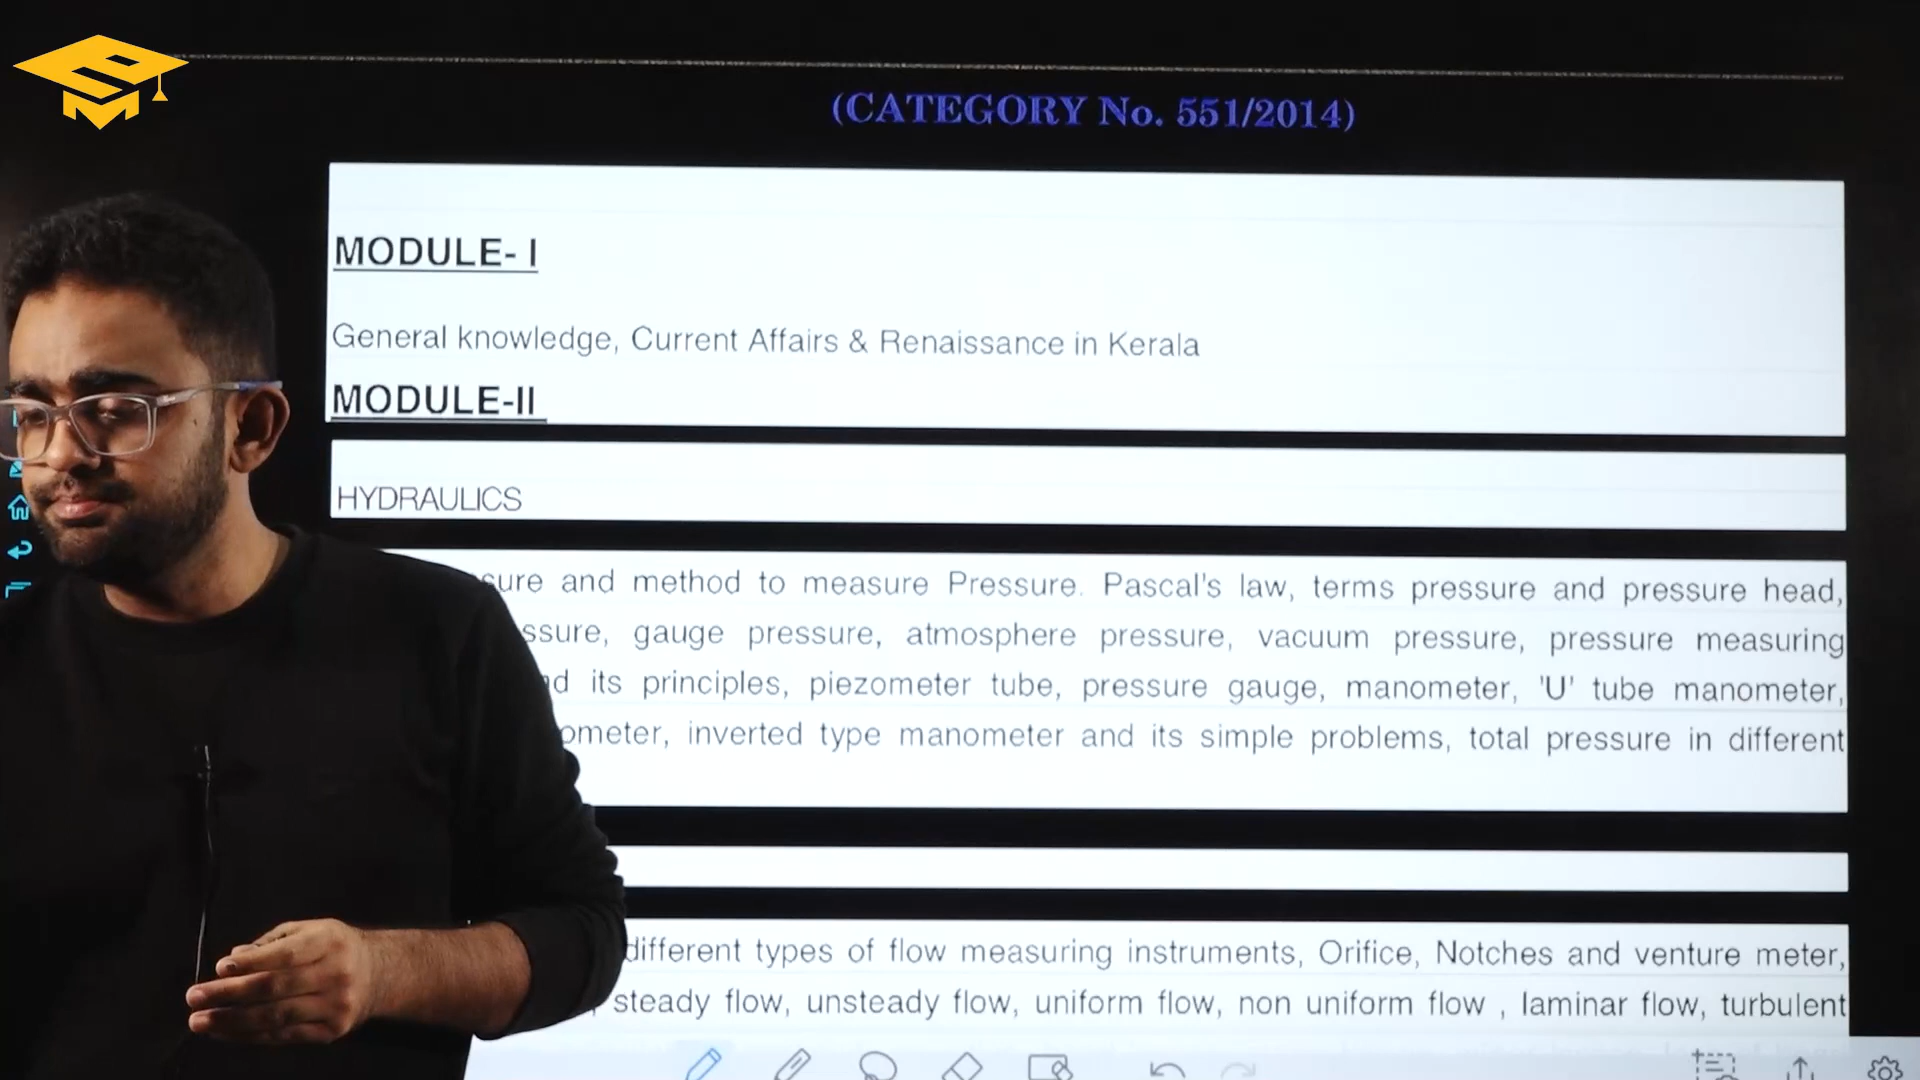 (CATEGORY No. 551/2014)
MODULE- I
General knowledge, Current Affairs & Renaissance in Kerala
MODULE-II
HYDRAULICS
and method to measure Pressure. Pascal's law, terms pressure and pressure head,
gauge pressure, atmosphere pressure, vacuum pressure, pressure measuring
its principles, piezometer tube, pressure gauge, manometer, 'U' tube manometer,
inverted type manometer and its simple problems, total pressure in different
different types of flow measuring instruments, Orifice, Notches and venture meter,
steady flow, unsteady flow, uniform flow, non uniform flow , laminar flow, turbulent